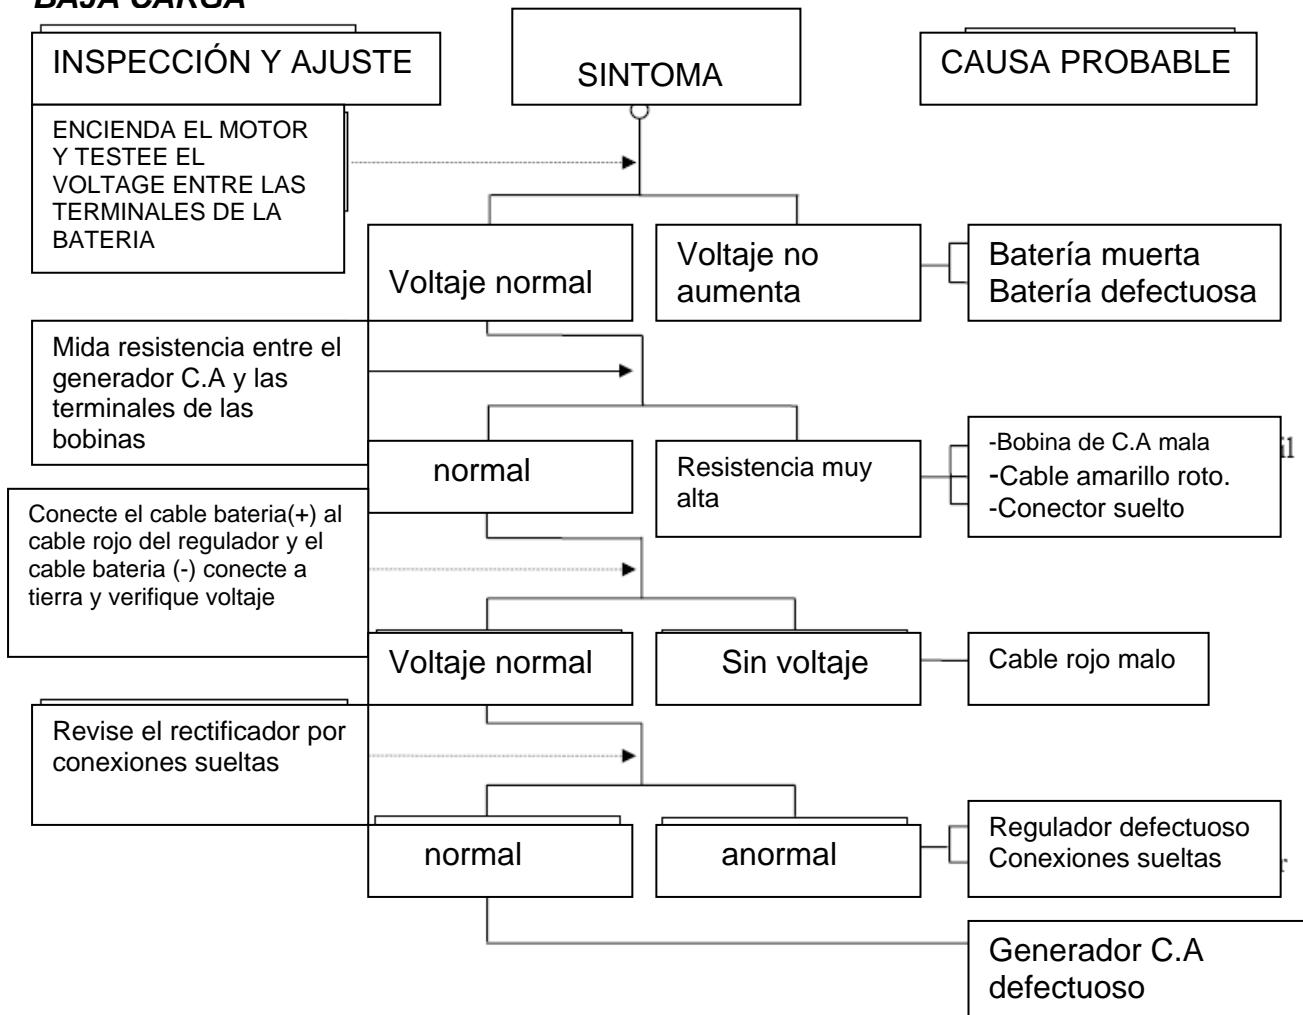 BAJA CARGA
INSPECCIÓN Y AJUSTE
SINTOMA
CAUSA PROBABLE
ENCIENDA EL MOTOR
Y TESTEE EL
VOLTAGE ENTRE LAS
TERMINALES DE LA
BATERIA
Voltaje normal
Voltaje no
aumenta
Batería muerta
Batería defectuosa
Mida resistencia entre el
generador C.A y las
terminales de las
bobinas
normal
Resistencia muy
alta
-Bobina de C.A mala
-Cable amarillo roto.
-Conector suelto
Conecte el cable bateria(+) al
cable rojo del regulador y el
cable bateria (-) conecte a
tierra y verifique voltaje
Voltaje normal
Sin voltaje
Cable rojo malo
Revise el rectificador por
conexiones sueltas
normal
anormal
Regulador defectuoso
Conexiones sueltas
Generador C.A
defectuoso